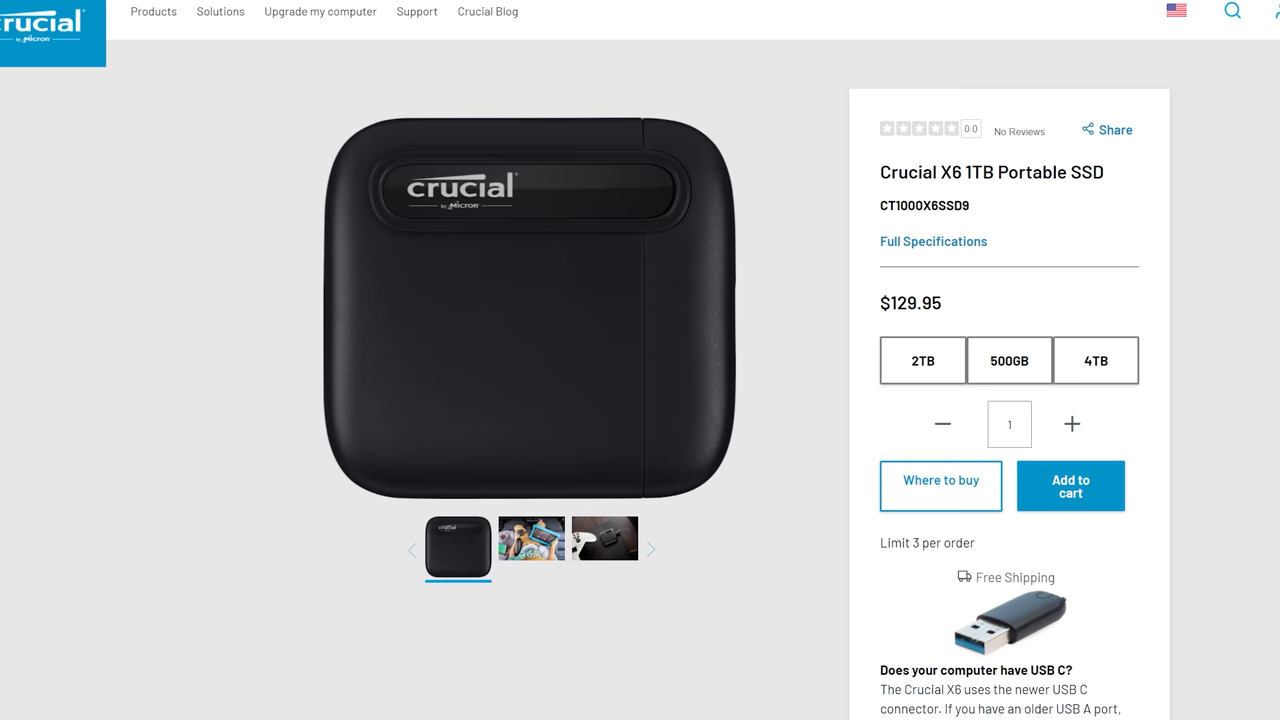 crucial
by Micron
Products
Solutions
Upgrade my computer
Support
Crucial Blog
crucial
by Micron
crucial
0.0
No Reviews
Share
Crucial X6 1TB Portable SSD
CT1000X6SSD9
Full Specifications
$129.95
2TB
500GB
4TB
1
Where to buy
Add to
cart
Limit 3 per order
Free Shipping
Does your computer have USB C?
The Crucial X6 uses the newer USB C
connector. If you have an older USB A port,